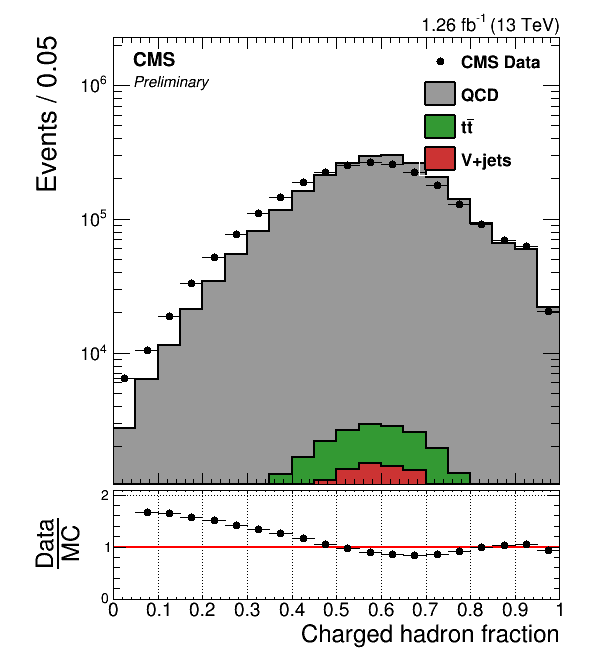 1.26 fb⁻¹ (13 TeV)
CMS
Preliminary
CMS Data
QCD
tt̄
V+jets
Events / 0.05
10⁶
10⁵
10⁴
Data
MC
2
1
0
0 0.1 0.2 0.3 0.4 0.5 0.6 0.7 0.8 0.9 1
Charged hadron fraction